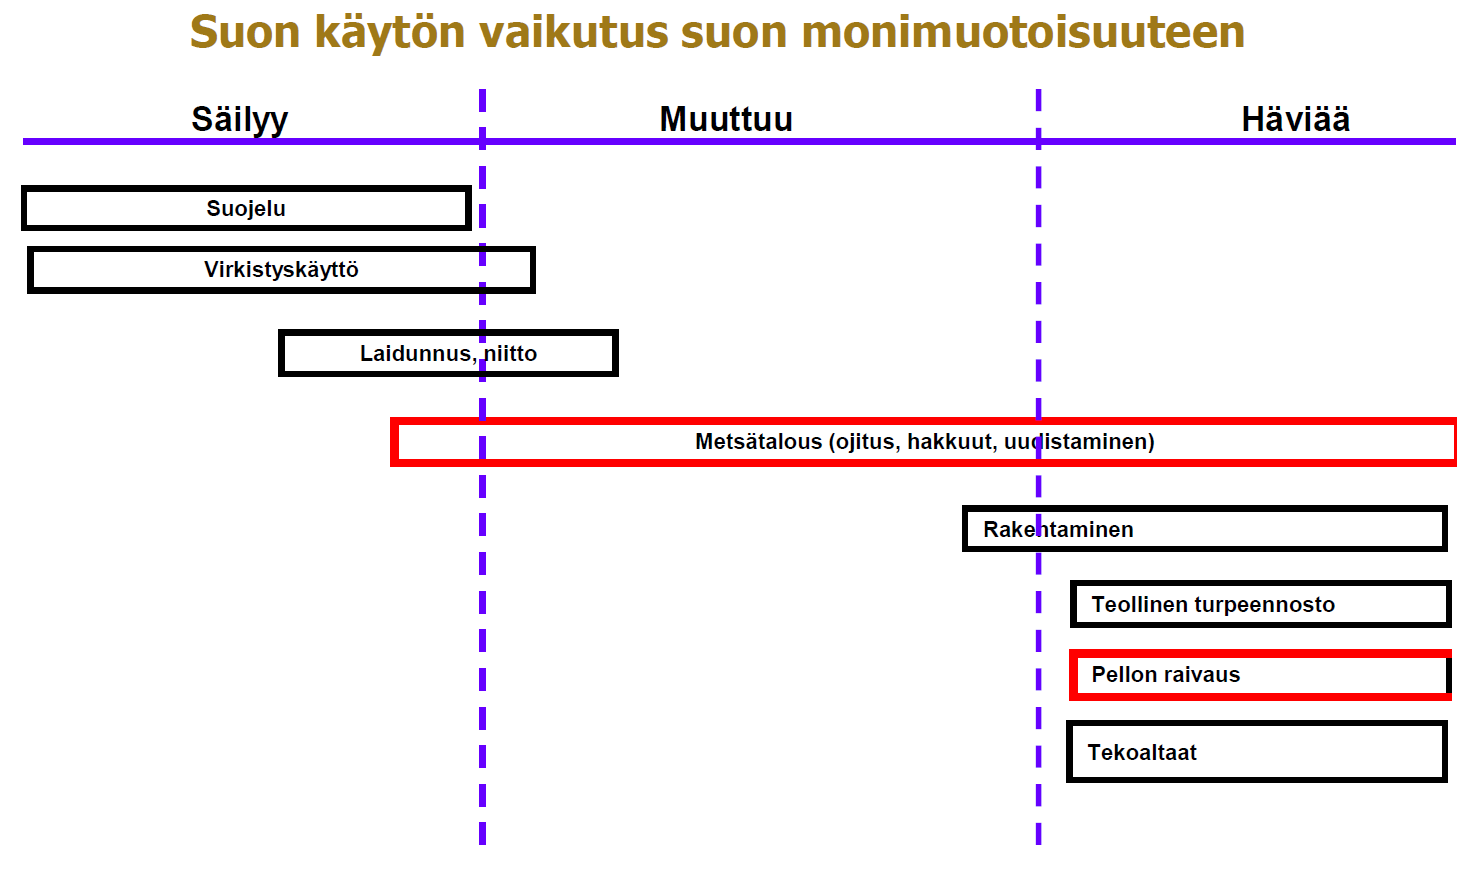 Suon käytön vaikutus suon monimuotoisuuteen
Säilyy
Muuttuu
Häviää
Suojelu
Virkistyskäyttö
Laidunnus, niitto
Metsätalous (ojitus, hakkuut, uudistaminen)
Rakentaminen
Teollinen turpeennosto
Pellon raivaus
Tekoaltaat